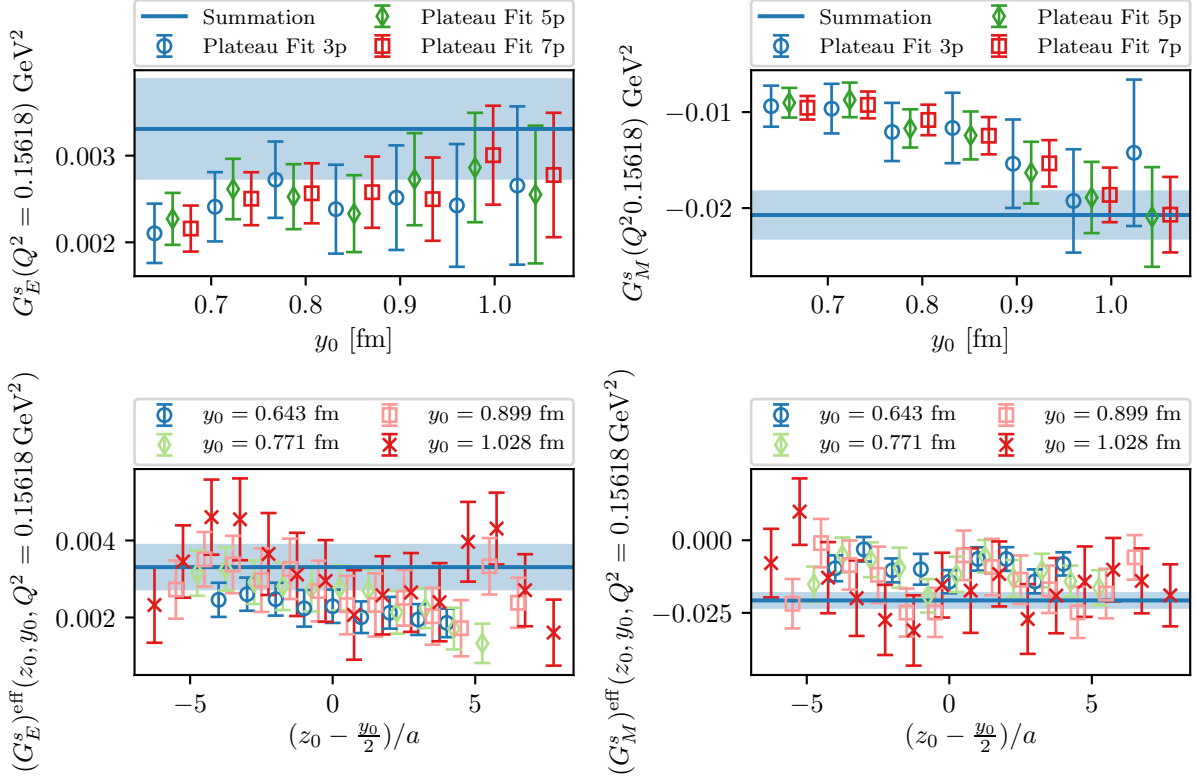 Summation
Plateau Fit 3p
Plateau Fit 5p
Plateau Fit 7p
G_E^s(Q^2 = 0.15618) GeV^2
0.003
0.002
0.7 0.8 0.9 1.0
y_0 [fm]
Summation
Plateau Fit 3p
Plateau Fit 5p
Plateau Fit 7p
G_M^s(Q^2 0.15618) GeV^2
−0.01
−0.02
0.7 0.8 0.9 1.0
y_0 [fm]
y_0 = 0.643 fm
y_0 = 0.771 fm
y_0 = 0.899 fm
y_0 = 1.028 fm
(G_E^s)^eff(z_0, y_0, Q^2 = 0.15618 GeV^2)
0.004
0.002
−5 0 5
(z_0 − y_0/2)/a
y_0 = 0.643 fm
y_0 = 0.771 fm
y_0 = 0.899 fm
y_0 = 1.028 fm
(G_M^s)^eff(z_0, y_0, Q^2 = 0.15618 GeV^2)
0.000
−0.025
−5 0 5
(z_0 − y_0/2)/a